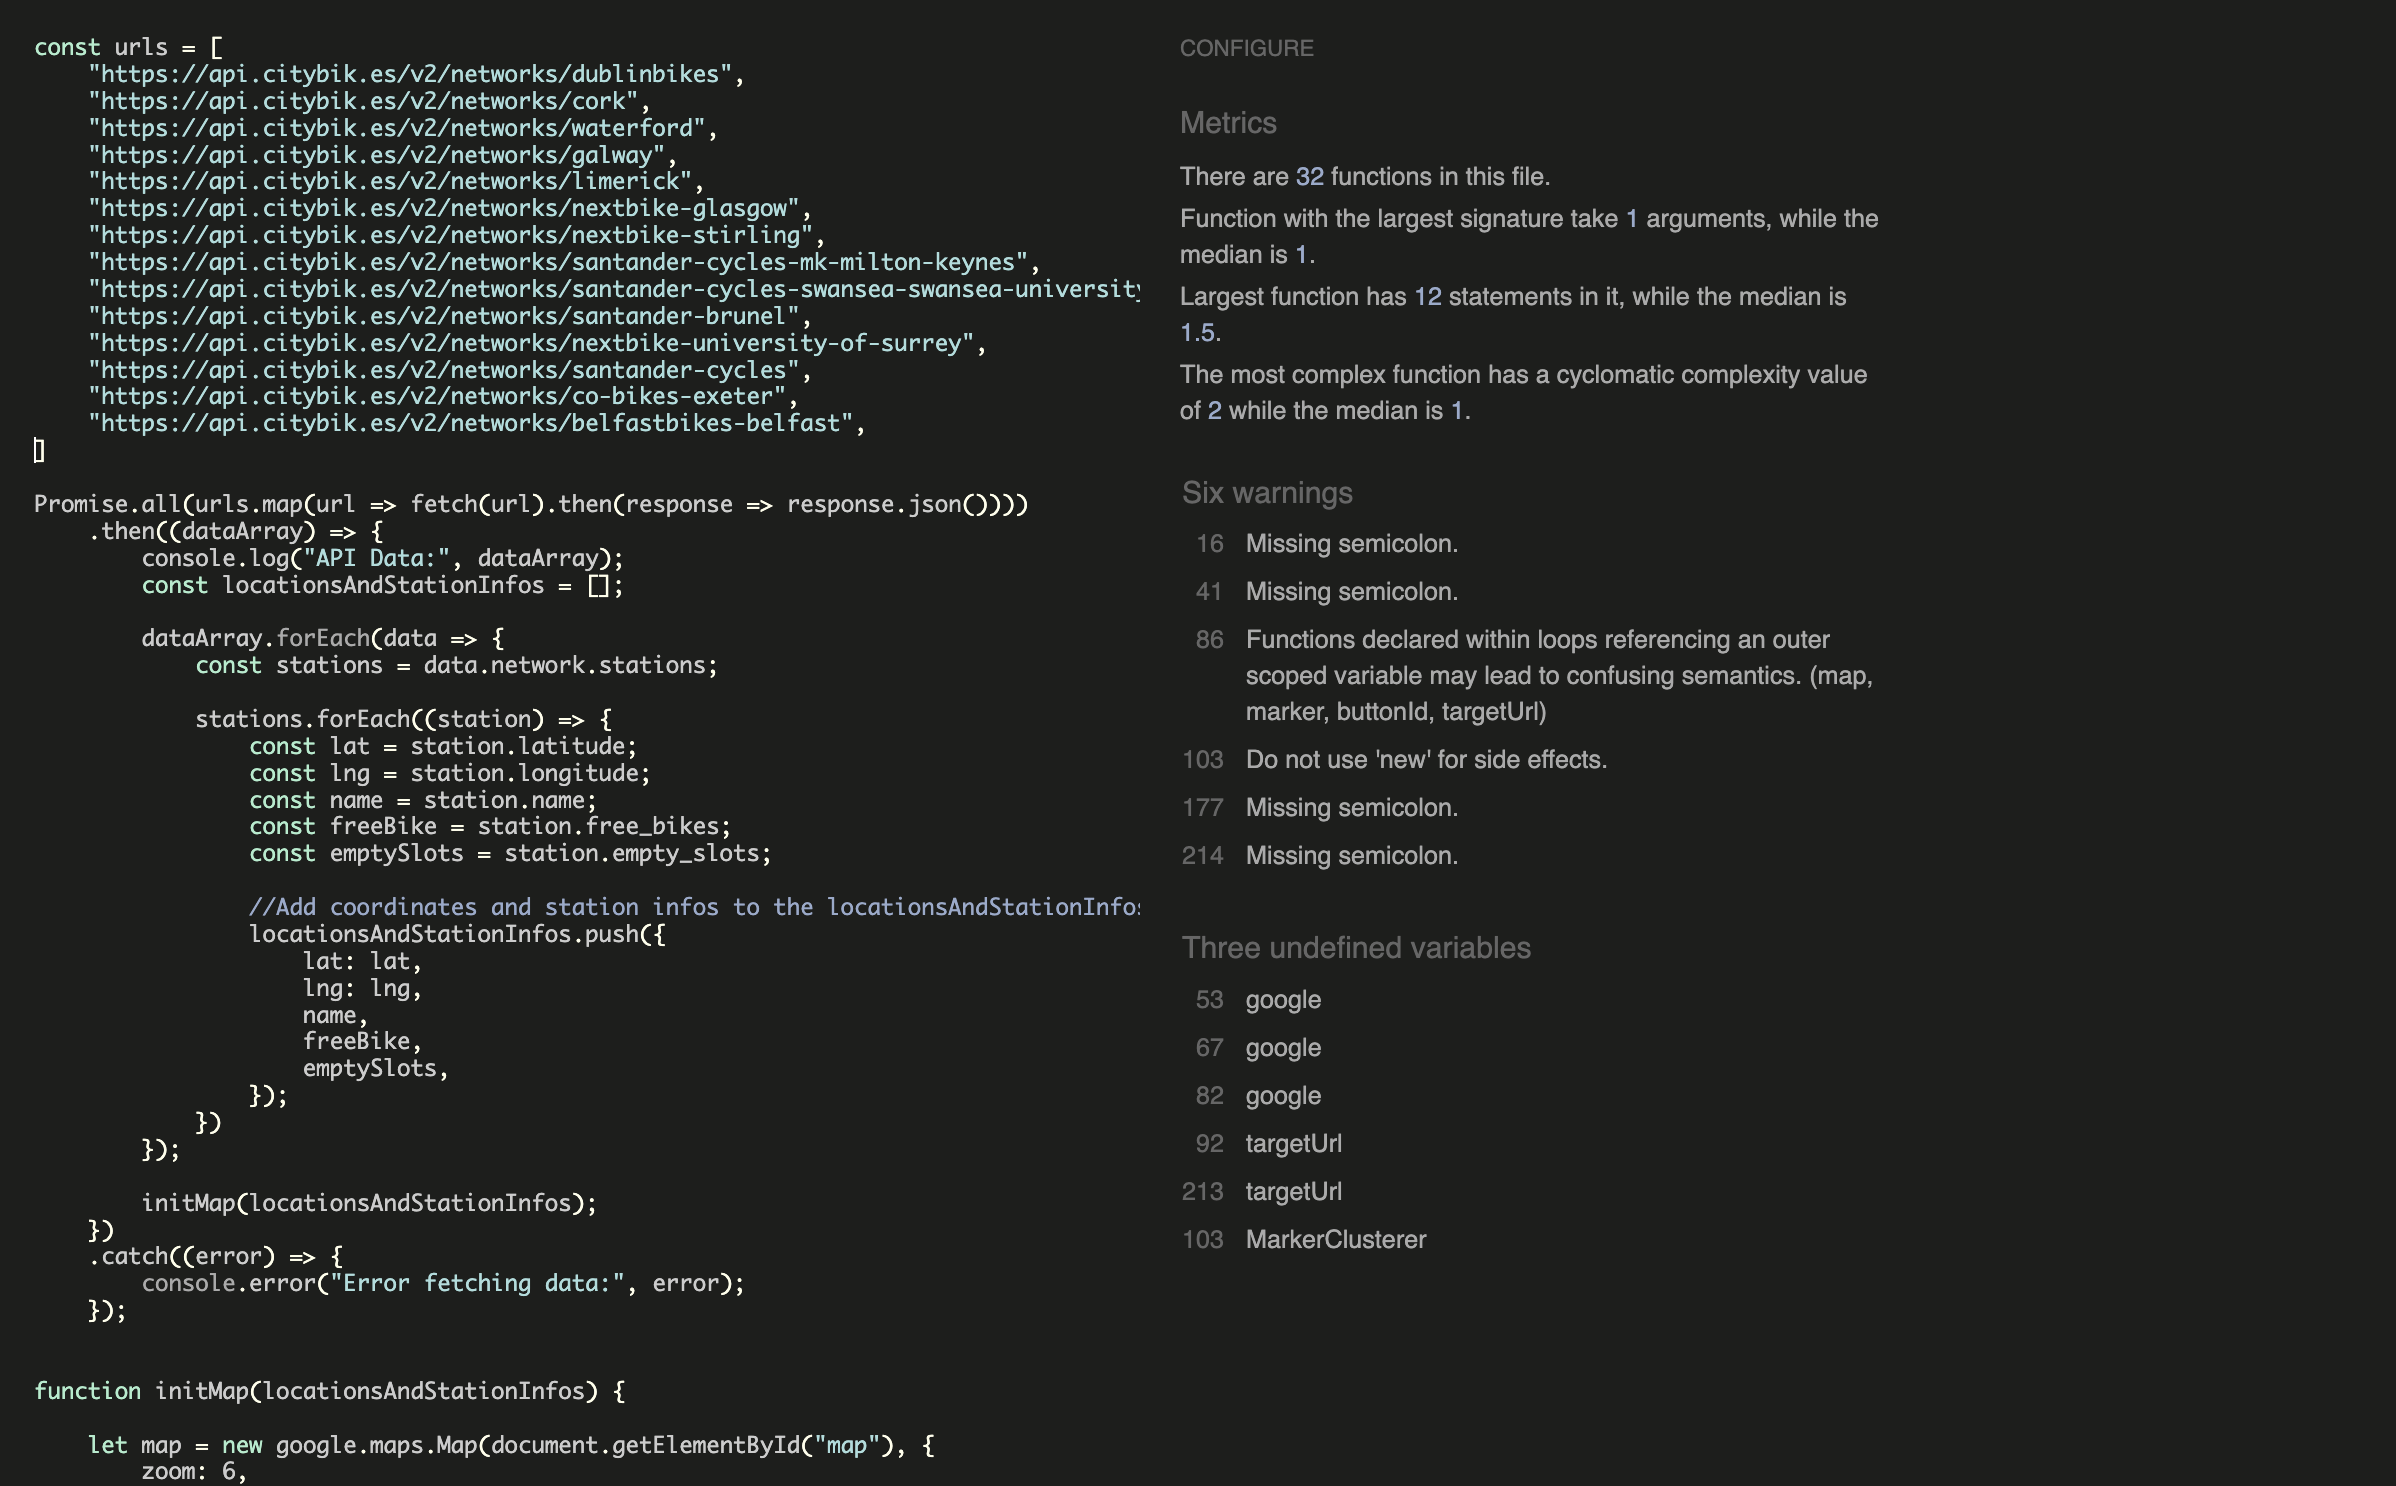 const urls = [
    "https://api.citybik.es/v2/networks/dublinbikes",
    "https://api.citybik.es/v2/networks/cork",
    "https://api.citybik.es/v2/networks/waterford",
    "https://api.citybik.es/v2/networks/galway",
    "https://api.citybik.es/v2/networks/limerick",
    "https://api.citybik.es/v2/networks/nextbike-glasgow",
    "https://api.citybik.es/v2/networks/nextbike-stirling",
    "https://api.citybik.es/v2/networks/santander-cycles-mk-milton-keynes",
    "https://api.citybik.es/v2/networks/santander-cycles-swansea-swansea-university
    "https://api.citybik.es/v2/networks/santander-brunel",
    "https://api.citybik.es/v2/networks/nextbike-university-of-surrey",
    "https://api.citybik.es/v2/networks/santander-cycles",
    "https://api.citybik.es/v2/networks/co-bikes-exeter",
    "https://api.citybik.es/v2/networks/belfastbikes-belfast",
]

Promise.all(urls.map(url => fetch(url).then(response => response.json())))
    .then((dataArray) => {
        console.log("API Data:", dataArray);
        const locationsAndStationInfos = [];

        dataArray.forEach(data => {
            const stations = data.network.stations;

            stations.forEach((station) => {
                const lat = station.latitude;
                const lng = station.longitude;
                const name = station.name;
                const freeBike = station.free_bikes;
                const emptySlots = station.empty_slots;

                //Add coordinates and station infos to the locationsAndStationInfos
                locationsAndStationInfos.push({
                    lat: lat,
                    lng: lng,
                    name,
                    freeBike,
                    emptySlots,
                });
            })
        });

        initMap(locationsAndStationInfos);
    })
    .catch((error) => {
        console.error("Error fetching data:", error);
    });

function initMap(locationsAndStationInfos) {

    let map = new google.maps.Map(document.getElementById("map"), {
        zoom: 6,
CONFIGURE
Metrics
There are 32 functions in this file.
Function with the largest signature take 1 arguments, while the
median is 1.
Largest function has 12 statements in it, while the median is
1.5.
The most complex function has a cyclomatic complexity value
of 2 while the median is 1.
Six warnings
16 Missing semicolon.
41 Missing semicolon.
86 Functions declared within loops referencing an outer
scoped variable may lead to confusing semantics. (map,
marker, buttonId, targetUrl)
103 Do not use 'new' for side effects.
177 Missing semicolon.
214 Missing semicolon.
Three undefined variables
53 google
67 google
82 google
92 targetUrl
213 targetUrl
103 MarkerClusterer